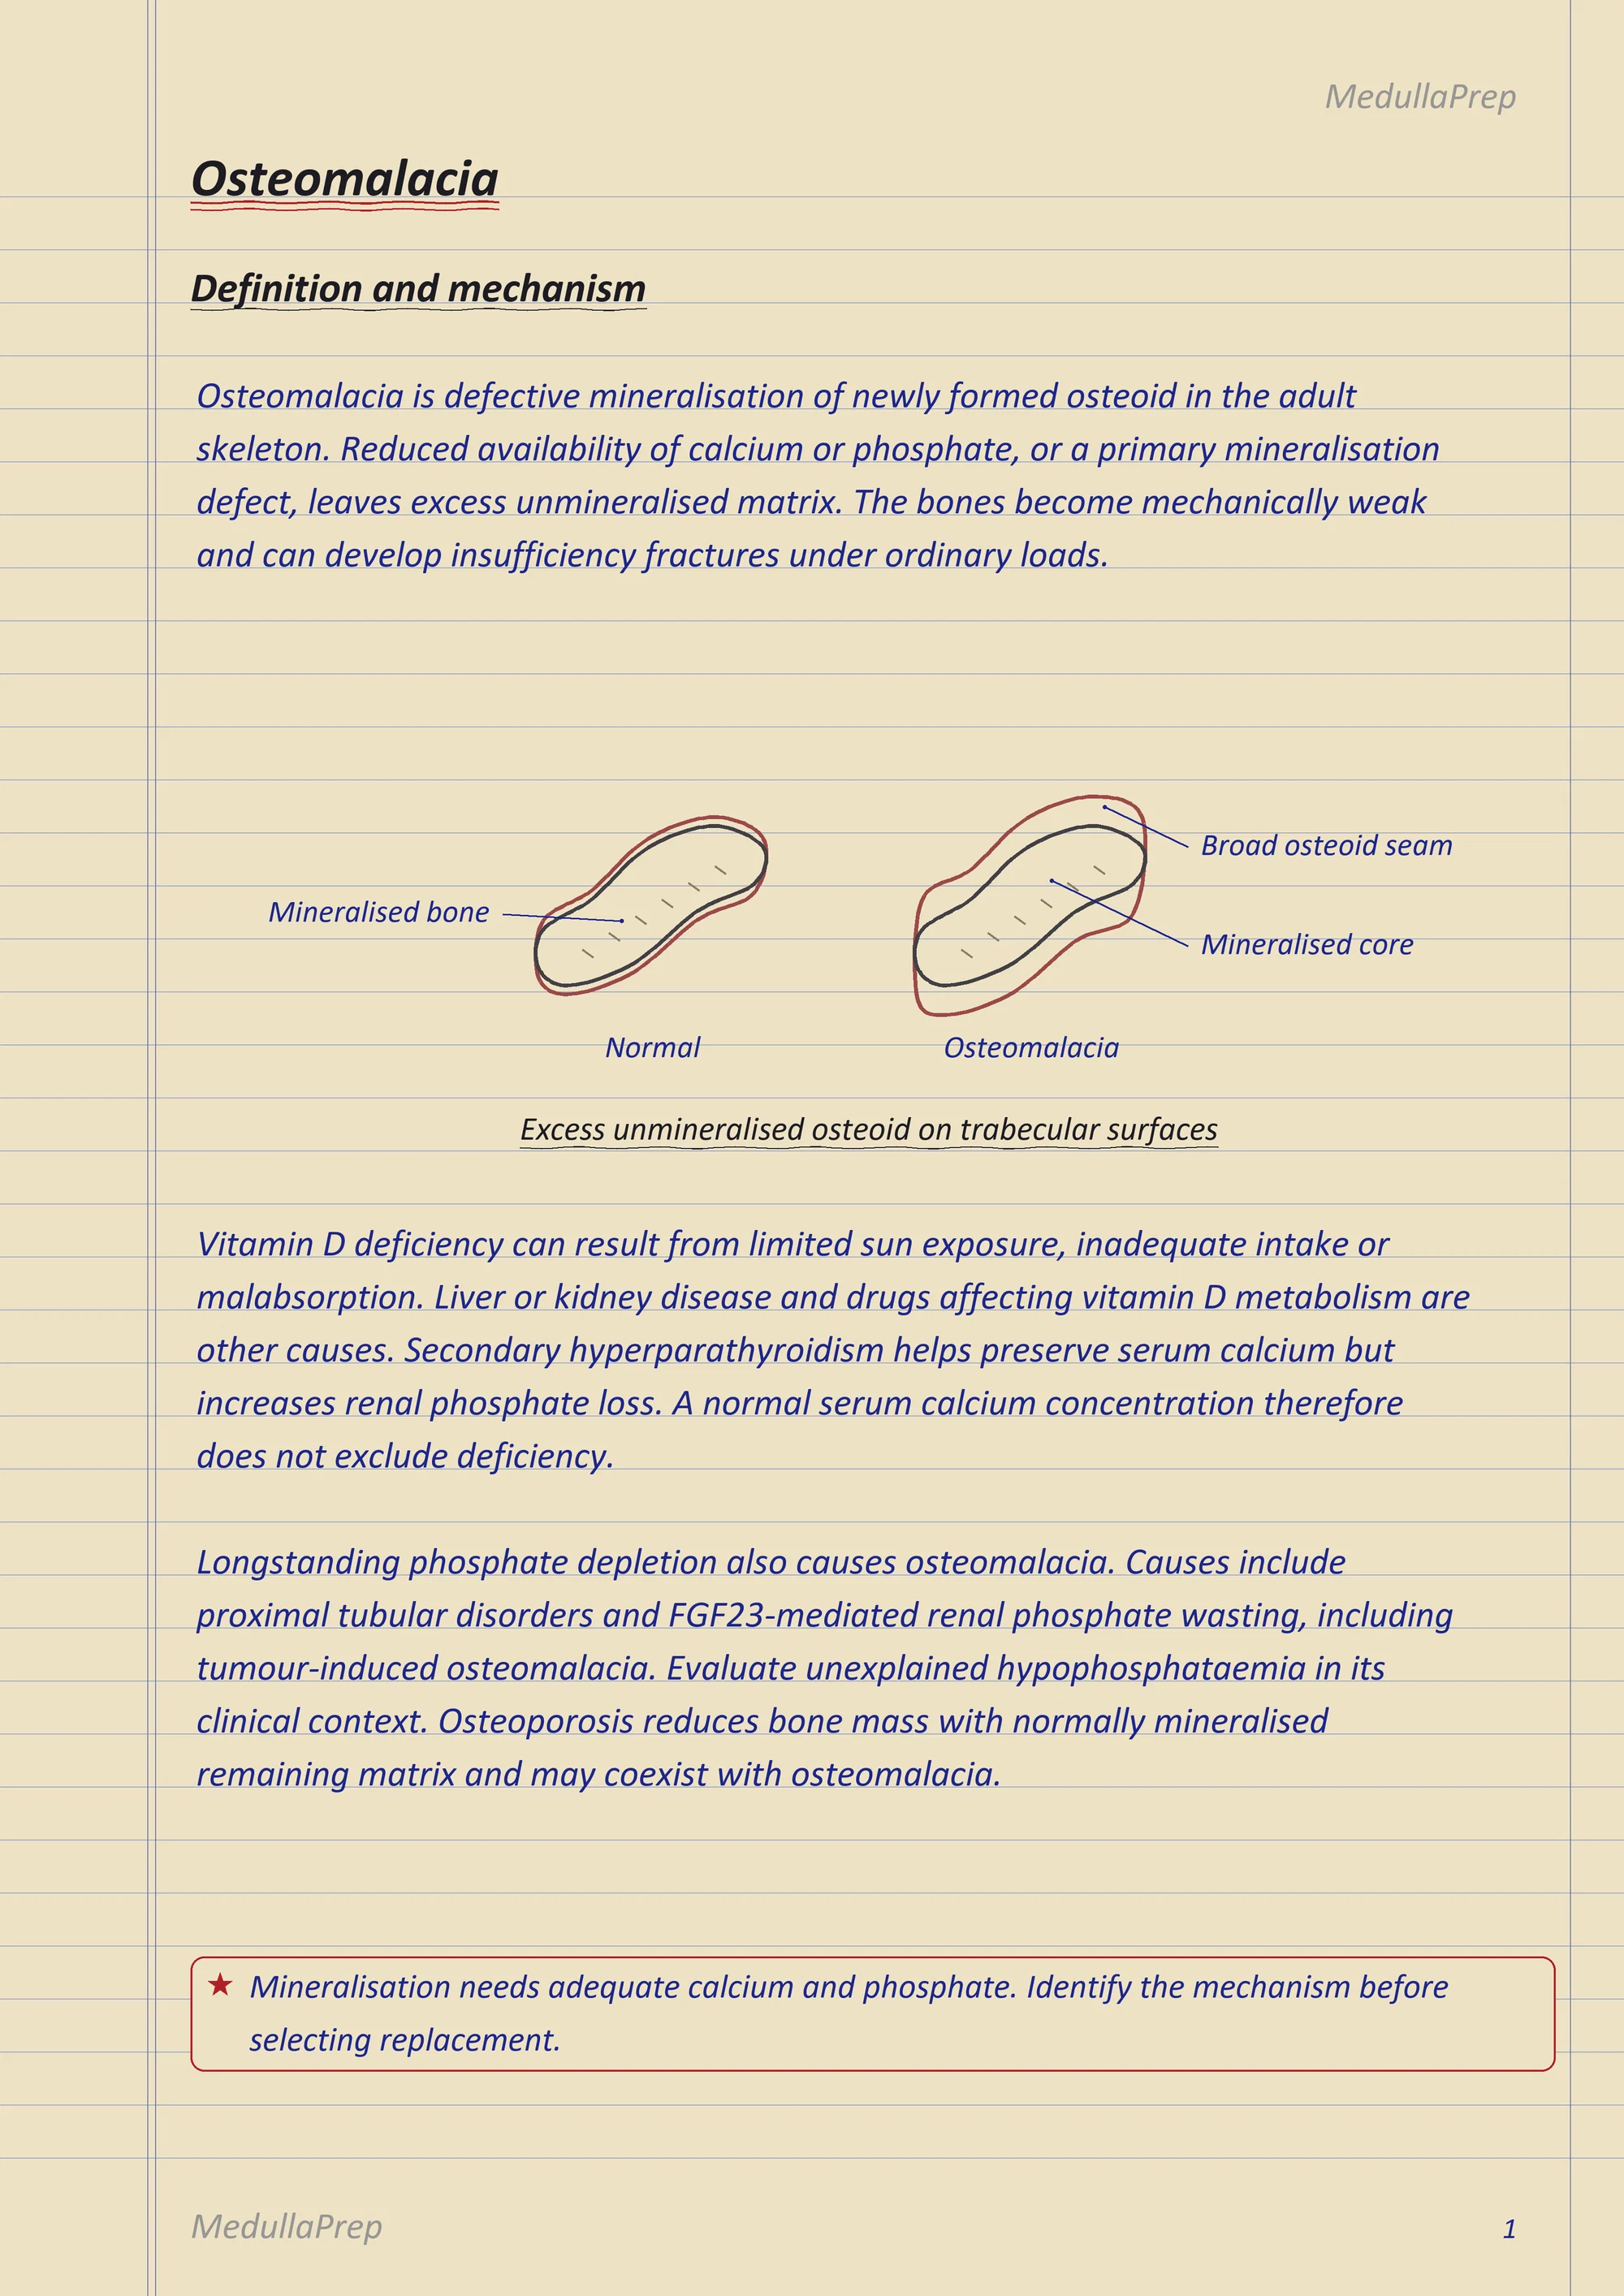 MedullaPrep
Osteomalacia
Definition and mechanism
Osteomalacia is defective mineralisation of newly formed osteoid in the adult
skeleton. Reduced availability of calcium or phosphate, or a primary mineralisation
defect, leaves excess unmineralised matrix. The bones become mechanically weak
and can develop insufficiency fractures under ordinary loads.
Broad osteoid seam
Mineralised bone
Mineralised core
Normal
Osteomalacia
Excess unmineralised osteoid on trabecular surfaces
Vitamin D deficiency can result from limited sun exposure, inadequate intake or
malabsorption. Liver or kidney disease and drugs affecting vitamin D metabolism are
other causes. Secondary hyperparathyroidism helps preserve serum calcium but
increases renal phosphate loss. A normal serum calcium concentration therefore
does not exclude deficiency.
Longstanding phosphate depletion also causes osteomalacia. Causes include
proximal tubular disorders and FGF23-mediated renal phosphate wasting, including
tumour-induced osteomalacia. Evaluate unexplained hypophosphataemia in its
clinical context. Osteoporosis reduces bone mass with normally mineralised
remaining matrix and may coexist with osteomalacia.
★ Mineralisation needs adequate calcium and phosphate. Identify the mechanism before
selecting replacement.
MedullaPrep
1